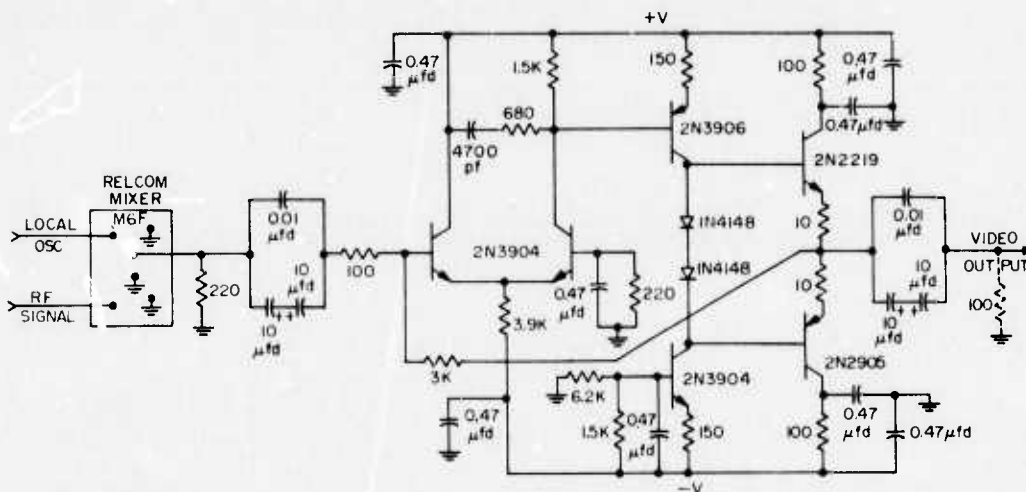 +V
0.47
µfd
1.5K
150
100
0.47
µfd
680
4700
pf
2N3906
0.47µfd
2N2219
RELCOM
MIXER
M6F
LOCAL
OSC
0.01
µfd
10
µfd
10
µfd
100
2N3904
1N4148
10
0.01
µfd
VIDEO
OUTPUT
RF
SIGNAL
220
3.9K
0.47
µfd
220
1N4148
10
10
µfd
10
µfd
100
3K
6.2K
2N3904
2N2905
0.47
µfd
1.5K
0.47
µfd
150
100
0.47
µfd
0.47µfd
-V